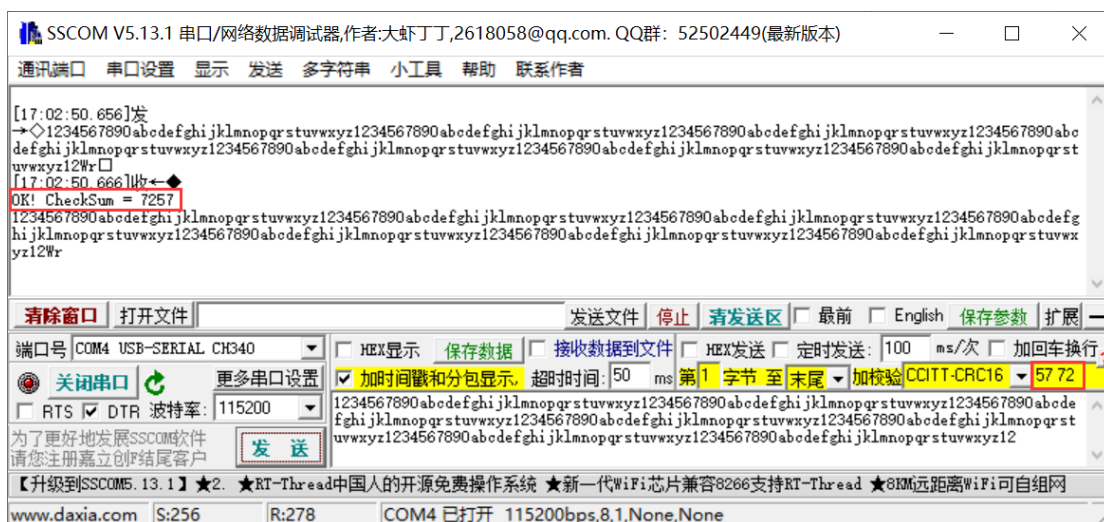 SSCOM V5.13.1 串口/网络数据调试器,作者:大虾丁丁,2618058@qq.com. QQ群：52502449(最新版本)
通讯端口 串口设置 显示 发送 多字符串 小工具 帮助 联系作者
[17:02:50.656]发
→◇1234567890abcdefghijklmnopqrstuvwxyz1234567890abcdefghijklmnopqrstuvwxyz1234567890abcdefghijklmnopqrstuvwxyz1234567890abc
defghijklmnopqrstuvwxyz1234567890abcdefghijklmnopqrstuvwxyz1234567890abcdefghijklmnopqrstuvwxyz1234567890abcdefghijklmnopqrst
uvwxyz12Wr□
[17:02:50.666]收←◆
OK! CheckSum = 7257
1234567890abcdefghijklmnopqrstuvwxyz1234567890abcdefghijklmnopqrstuvwxyz1234567890abcdefghijklmnopqrstuvwxyz1234567890abcdefg
hijklmnopqrstuvwxyz1234567890abcdefghijklmnopqrstuvwxyz1234567890abcdefghijklmnopqrstuvwxyz1234567890abcdefghijklmnopqrstuvwx
yz12Wr
清除窗口 打开文件 发送文件 停止 清发送区 最前 English 保存参数 扩展 —
端口号 COM4 USB-SERIAL CH340 HEX显示 保存数据 接收数据到文件 HEX发送 定时发送: 100 ms/次 加回车换行
关闭串口 更多串口设置 加时间戳和分包显示, 超时时间: 50 ms 第 1 字节 至 末尾 加校验 CCITT-CRC16 57 72
RTS DTR 波特率: 115200
1234567890abcdefghijklmnopqrstuvwxyz1234567890abcdefghijklmnopqrstuvwxyz1234567890abcdefghijklmnopqrstuvwxyz1234567890abcde
fghijklmnopqrstuvwxyz1234567890abcdefghijklmnopqrstuvwxyz1234567890abcdefghijklmnopqrstuvwxyz1234567890abcdefghijklmnopqrst
uvwxyz1234567890abcdefghijklmnopqrstuvwxyz1234567890abcdefghijklmnopqrstuvwxyz12
为了更好地发展SSCOM软件
请您注册嘉立创F结尾客户
发 送
【升级到SSCOM5.13.1】★2. ★RT-Thread中国人的开源免费操作系统 ★新一代WiFi芯片兼容8266支持RT-Thread ★8KM远距离WiFi可自组网
www.daxia.com S:256 R:278 COM4 已打开 115200bps,8,1,None,None